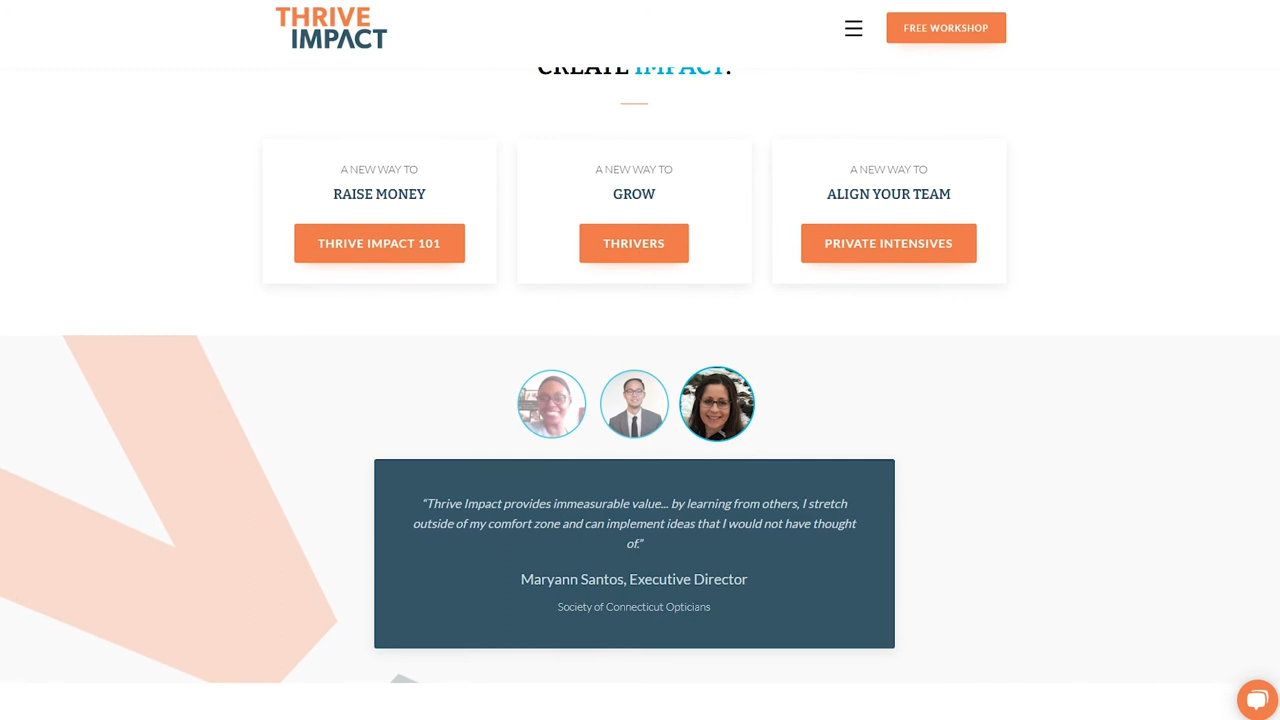 THRIVE
IMPACT
FREE WORKSHOP
CREATE IMPACT.
A NEW WAY TO
RAISE MONEY
THRIVE IMPACT 101
A NEW WAY TO
GROW
THRIVERS
A NEW WAY TO
ALIGN YOUR TEAM
PRIVATE INTENSIVES
“Thrive Impact provides immeasurable value... by learning from others, I stretch
outside of my comfort zone and can implement ideas that I would not have thought
of.”
Maryann Santos, Executive Director
Society of Connecticut Opticians